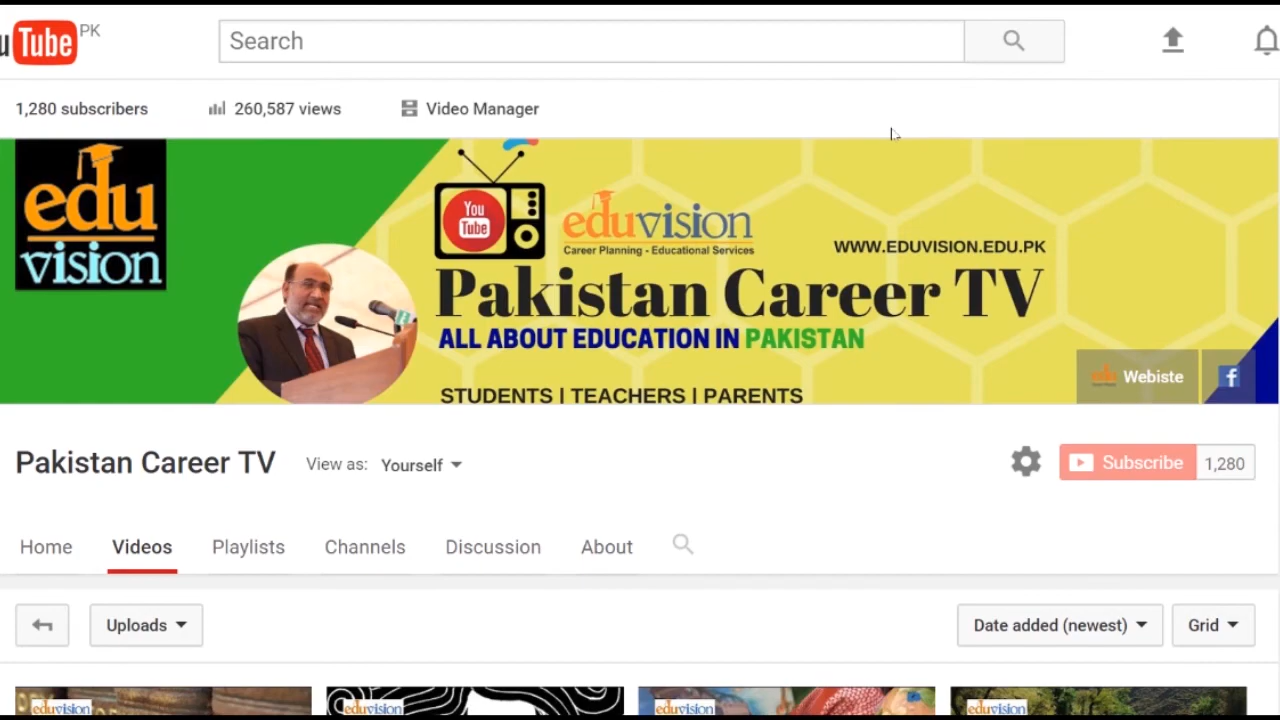 u Tube PK
Search
1,280 subscribers
260,587 views
Video Manager
edu
vision
You
Tube
eduvision
Career Planning - Educational Services
WWW.EDUVISION.EDU.PK
Pakistan Career TV
ALL ABOUT EDUCATION IN PAKISTAN
STUDENTS | TEACHERS | PARENTS
edu Webiste
f
Pakistan Career TV
View as: Yourself
Subscribe 1,280
Home
Videos
Playlists
Channels
Discussion
About
Uploads
Date added (newest)
Grid
eduvision
eduvision
eduvision
eduvision